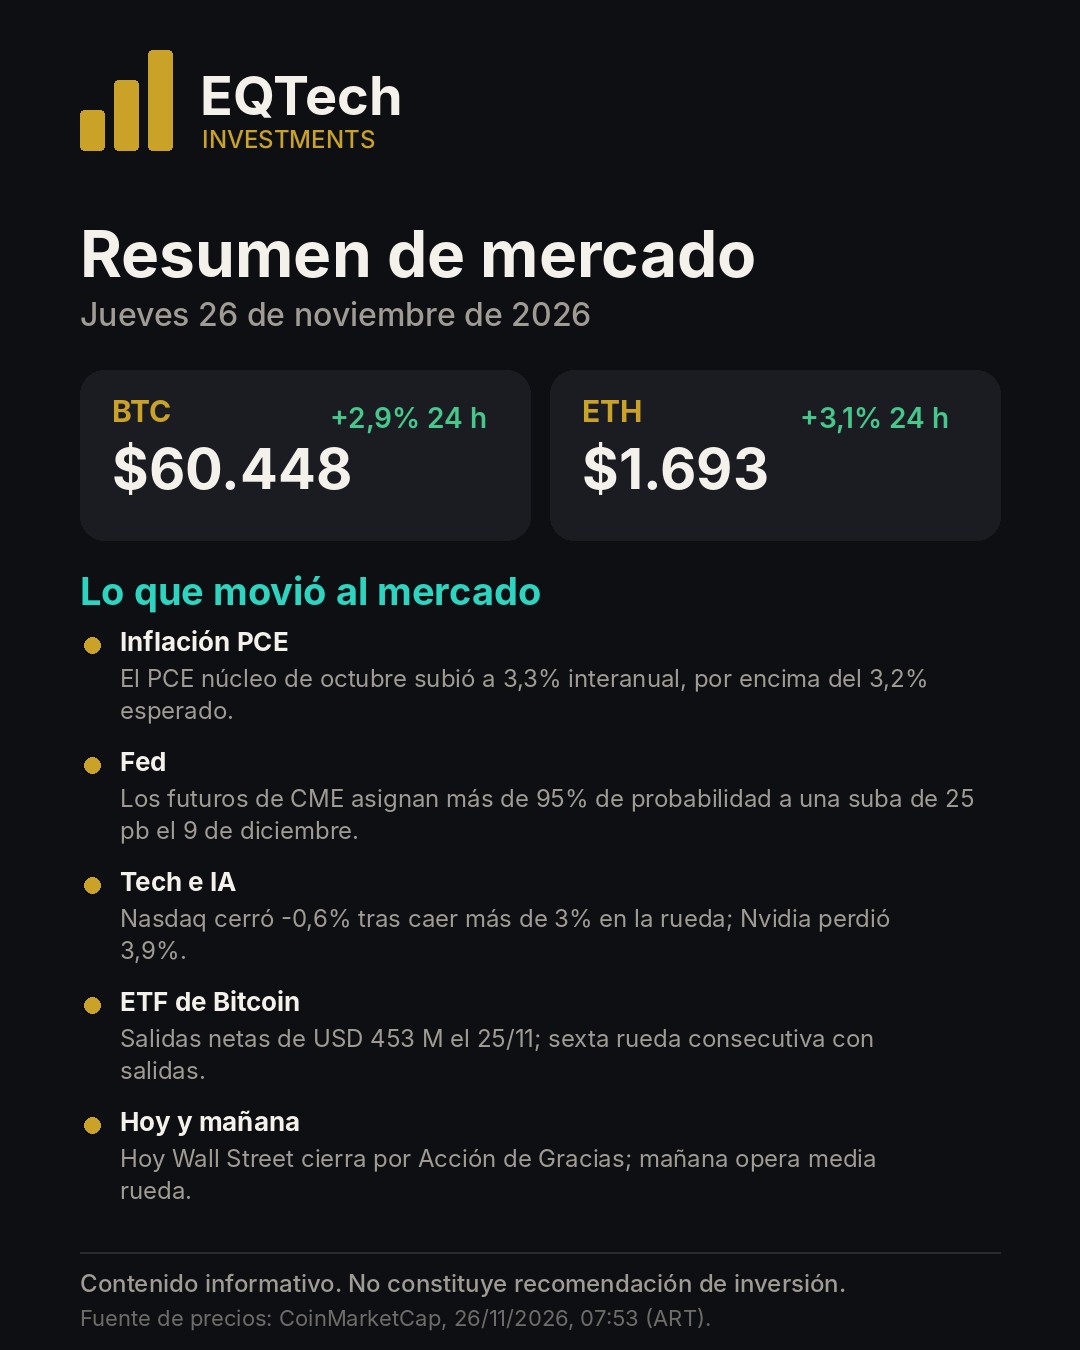 EQTech
INVESTMENTS
Resumen de mercado
Jueves 26 de noviembre de 2026
BTC
+2,9% 24 h
$60.448
ETH
+3,1% 24 h
$1.693
Lo que movió al mercado
Inflación PCE
El PCE núcleo de octubre subió a 3,3% interanual, por encima del 3,2%
esperado.
Fed
Los futuros de CME asignan más de 95% de probabilidad a una suba de 25
pb el 9 de diciembre.
Tech e IA
Nasdaq cerró -0,6% tras caer más de 3% en la rueda; Nvidia perdió
3,9%.
ETF de Bitcoin
Salidas netas de USD 453 M el 25/11; sexta rueda consecutiva con
salidas.
Hoy y mañana
Hoy Wall Street cierra por Acción de Gracias; mañana opera media
rueda.
Contenido informativo. No constituye recomendación de inversión.
Fuente de precios: CoinMarketCap, 26/11/2026, 07:53 (ART).